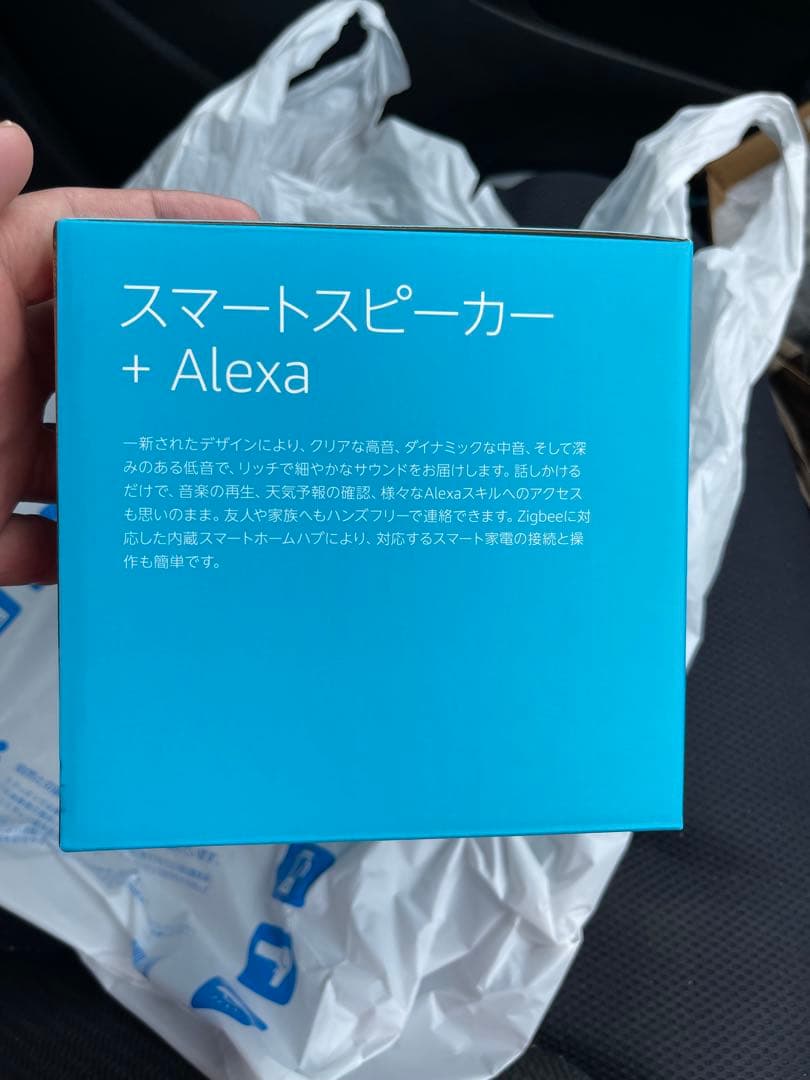 スマートスピーカー
+ Alexa
一新されたデザインにより、クリアな高音、ダイナミックな中音、そして深
みのある低音で、リッチで細やかなサウンドをお届けします。話しかける
だけで、音楽の再生、天気予報の確認、様々なAlexaスキルへのアクセス
も思いのまま。友人や家族へもハンズフリーで連絡できます。Zigbeeに対
応した内蔵スマートホームハブにより、対応するスマート家電の接続と操
作も簡単です。